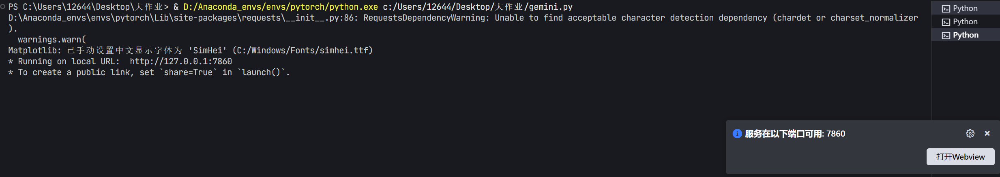 PS C:\Users\12644\Desktop\大作业> & D:/Anaconda_envs/envs/pytorch/python.exe c:/Users/12644/Desktop/大作业/gemini.py
D:\Anaconda_envs\envs\pytorch\Lib\site-packages\requests\__init__.py:86: RequestsDependencyWarning: Unable to find acceptable character detection dependency (chardet or charset_normalizer
).
  warnings.warn(
Matplotlib: 已手动设置中文显示字体为 'SimHei' (C:/Windows/Fonts/simhei.ttf)
* Running on local URL:  http://127.0.0.1:7860
* To create a public link, set `share=True` in `launch()`.
Python
Python
Python
服务在以下端口可用: 7860
打开Webview